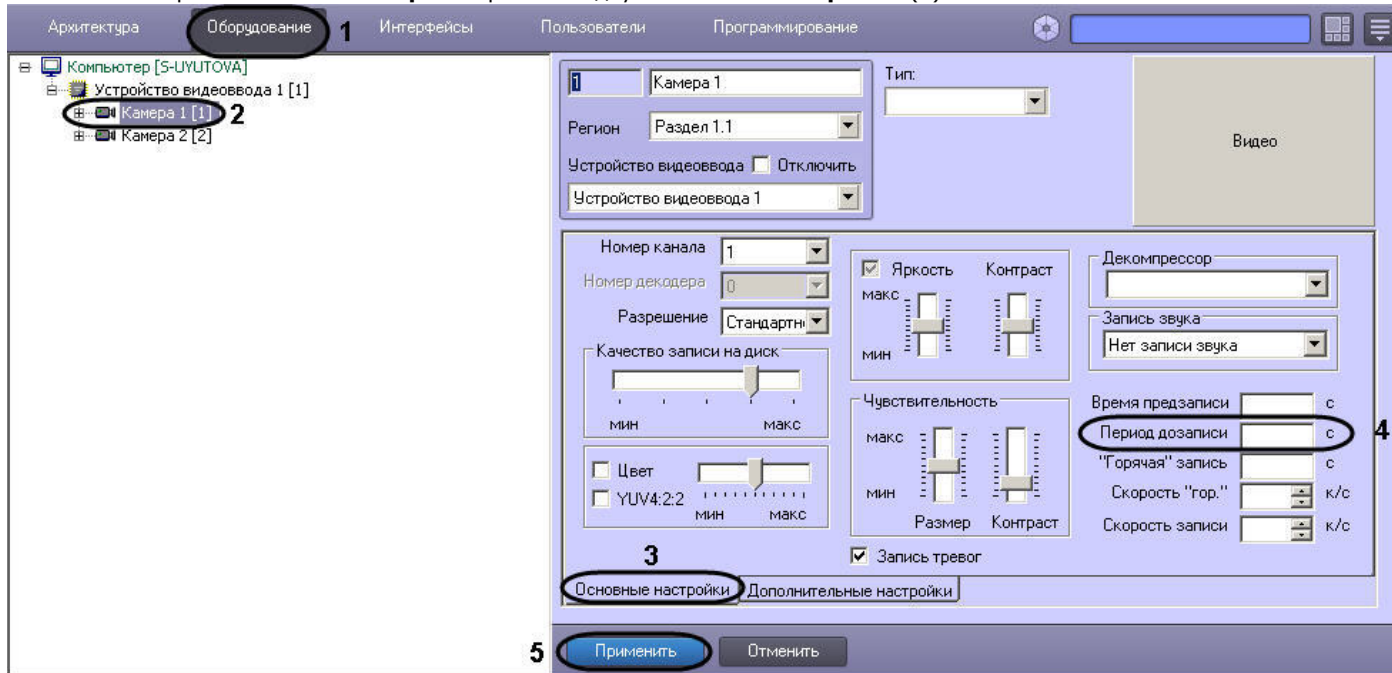 Архитектура Оборудование 1 Интерфейсы Пользователи Программирование
Компьютер [S-UYUTOVA]
Устройство видеоввода 1 [1]
Камера 1 [1] 2
Камера 2 [2]
1 Камера 1
Тип:
Регион Раздел 1.1
Устройство видеоввода Отключить
Устройство видеоввода 1
Видео
Номер канала 1
Номер декодера 0
Разрешение Стандартн
Качество записи на диск
мин макс
Цвет
YUV4:2:2
мин макс
Яркость Контраст
макс
мин
Чувствительность
макс
мин
Размер Контраст
Запись тревог
Декомпрессор
Запись звука
Нет записи звука
Время предзаписи с
Период дозаписи с 4
"Горячая" запись с
Скорость "гор." к/с
Скорость записи к/с
3
Основные настройки Дополнительные настройки
5 Применить Отменить